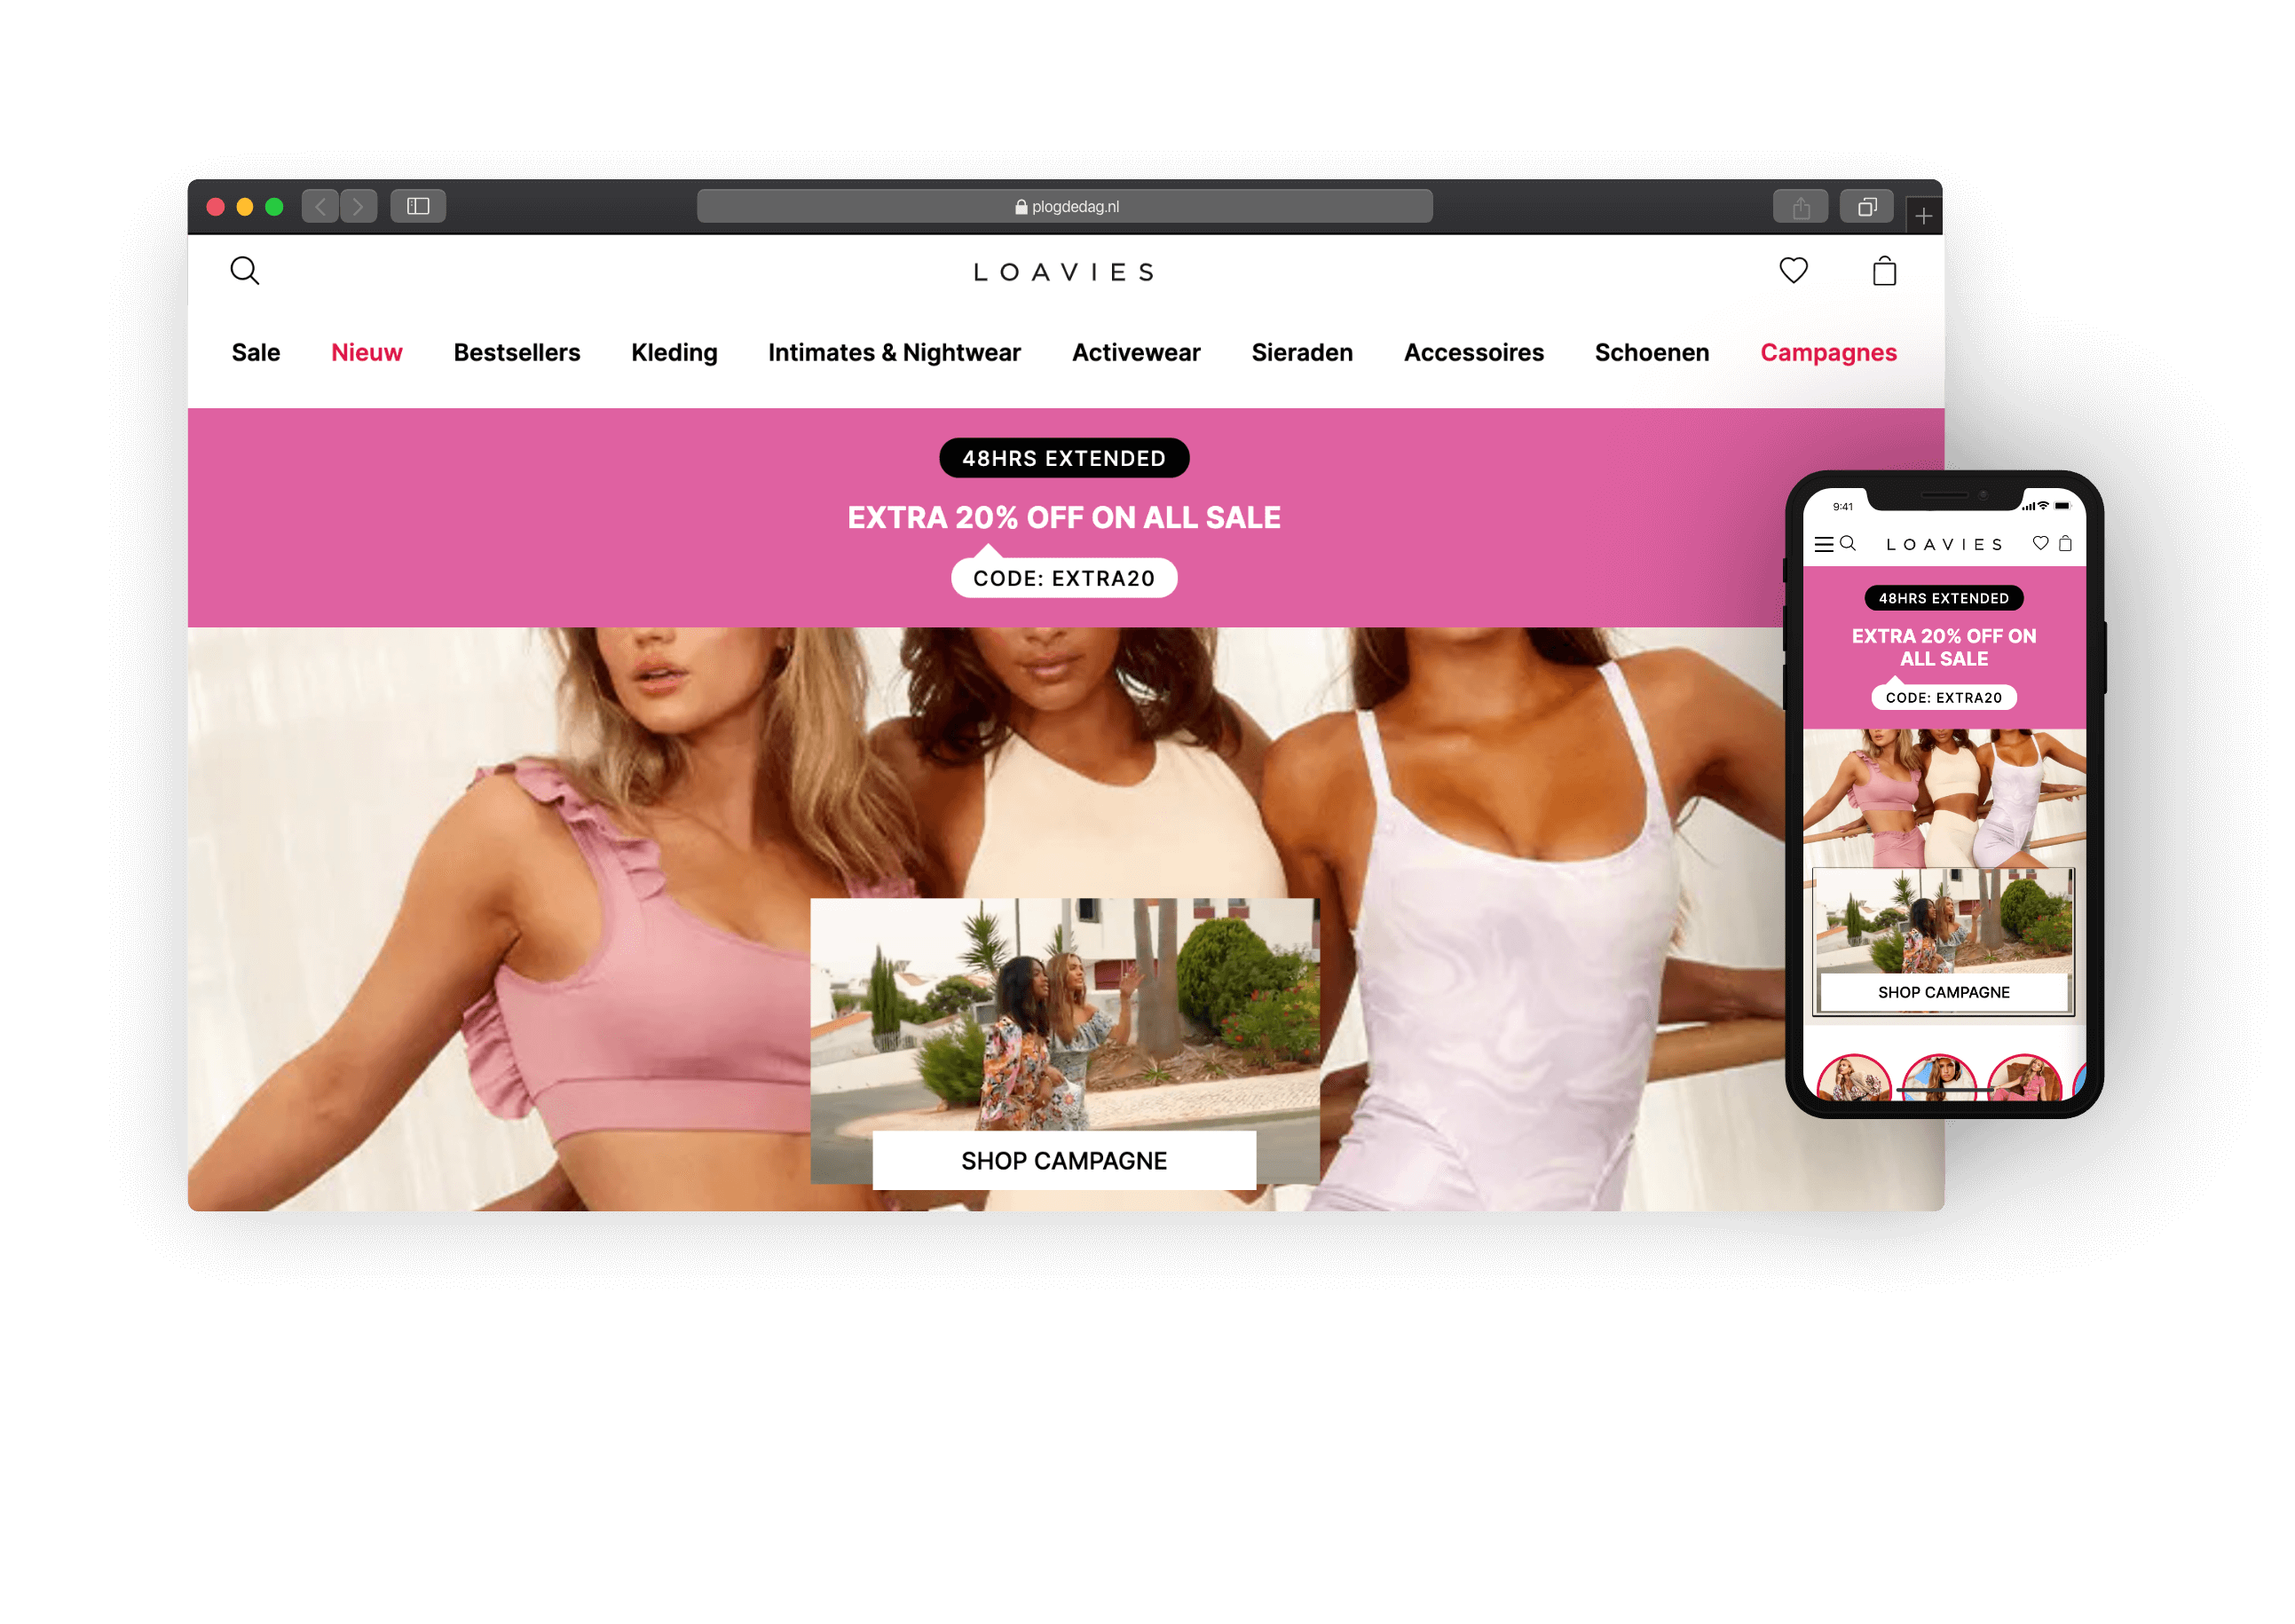 plogdedag.nl
LOAVIES
Sale Nieuw Bestsellers Kleding Intimates & Nightwear Activewear Sieraden Accessoires Schoenen Campagnes
48HRS EXTENDED
EXTRA 20% OFF ON ALL SALE
CODE: EXTRA20
SHOP CAMPAGNE
9:41
LOAVIES
48HRS EXTENDED
EXTRA 20% OFF ON
ALL SALE
CODE: EXTRA20
SHOP CAMPAGNE